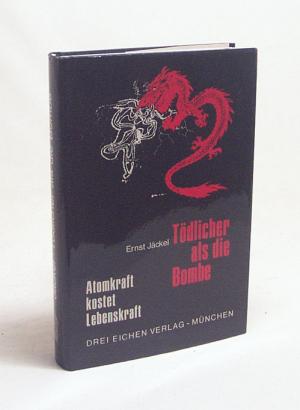 Ernst Jäckel
Tödlicher
als die
Bombe
Atomkraft
kostet
Lebenskraft
DREI EICHEN VERLAG - MÜNCHEN